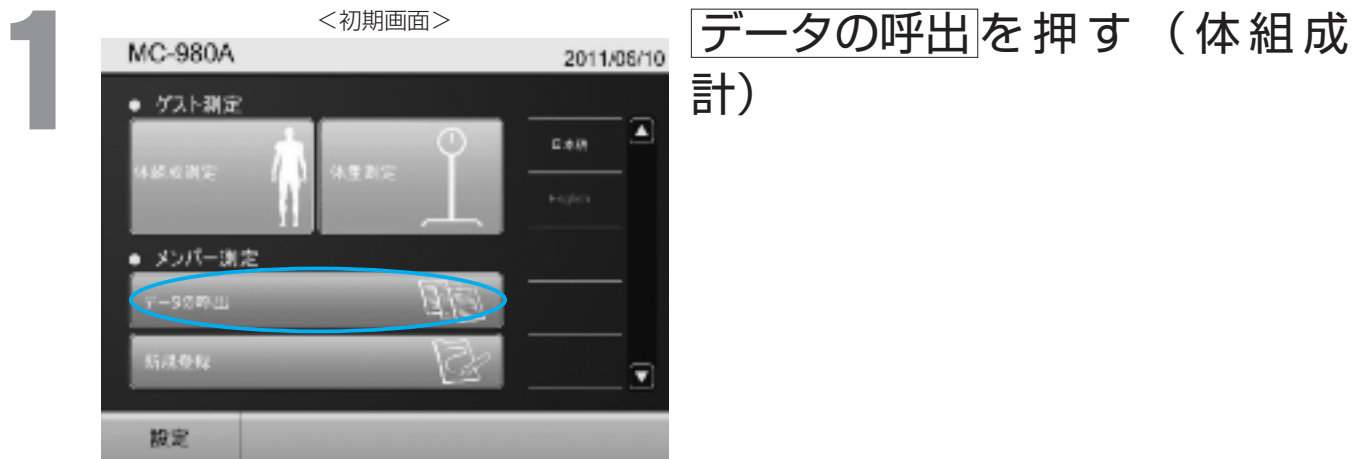 1
<初期画面>
MC-980A
2011/06/10
● ゲスト測定
体組成測定
体重測定
日本語
English
● メンバー測定
データの呼出
新規登録
設定
データの呼出を押す（体組成
計）